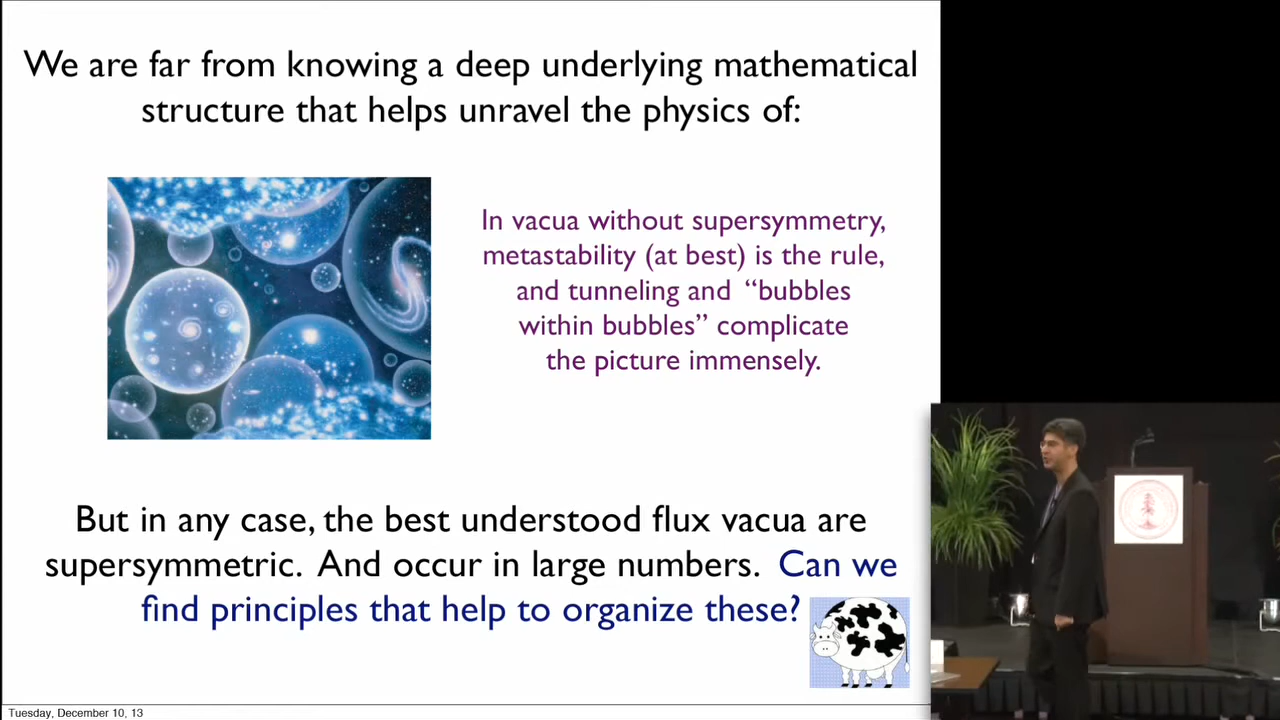 We are far from knowing a deep underlying mathematical
structure that helps unravel the physics of:
In vacua without supersymmetry,
metastability (at best) is the rule,
and tunneling and “bubbles
within bubbles” complicate
the picture immensely.
But in any case, the best understood flux vacua are
supersymmetric. And occur in large numbers. Can we
find principles that help to organize these?
Tuesday, December 10, 13